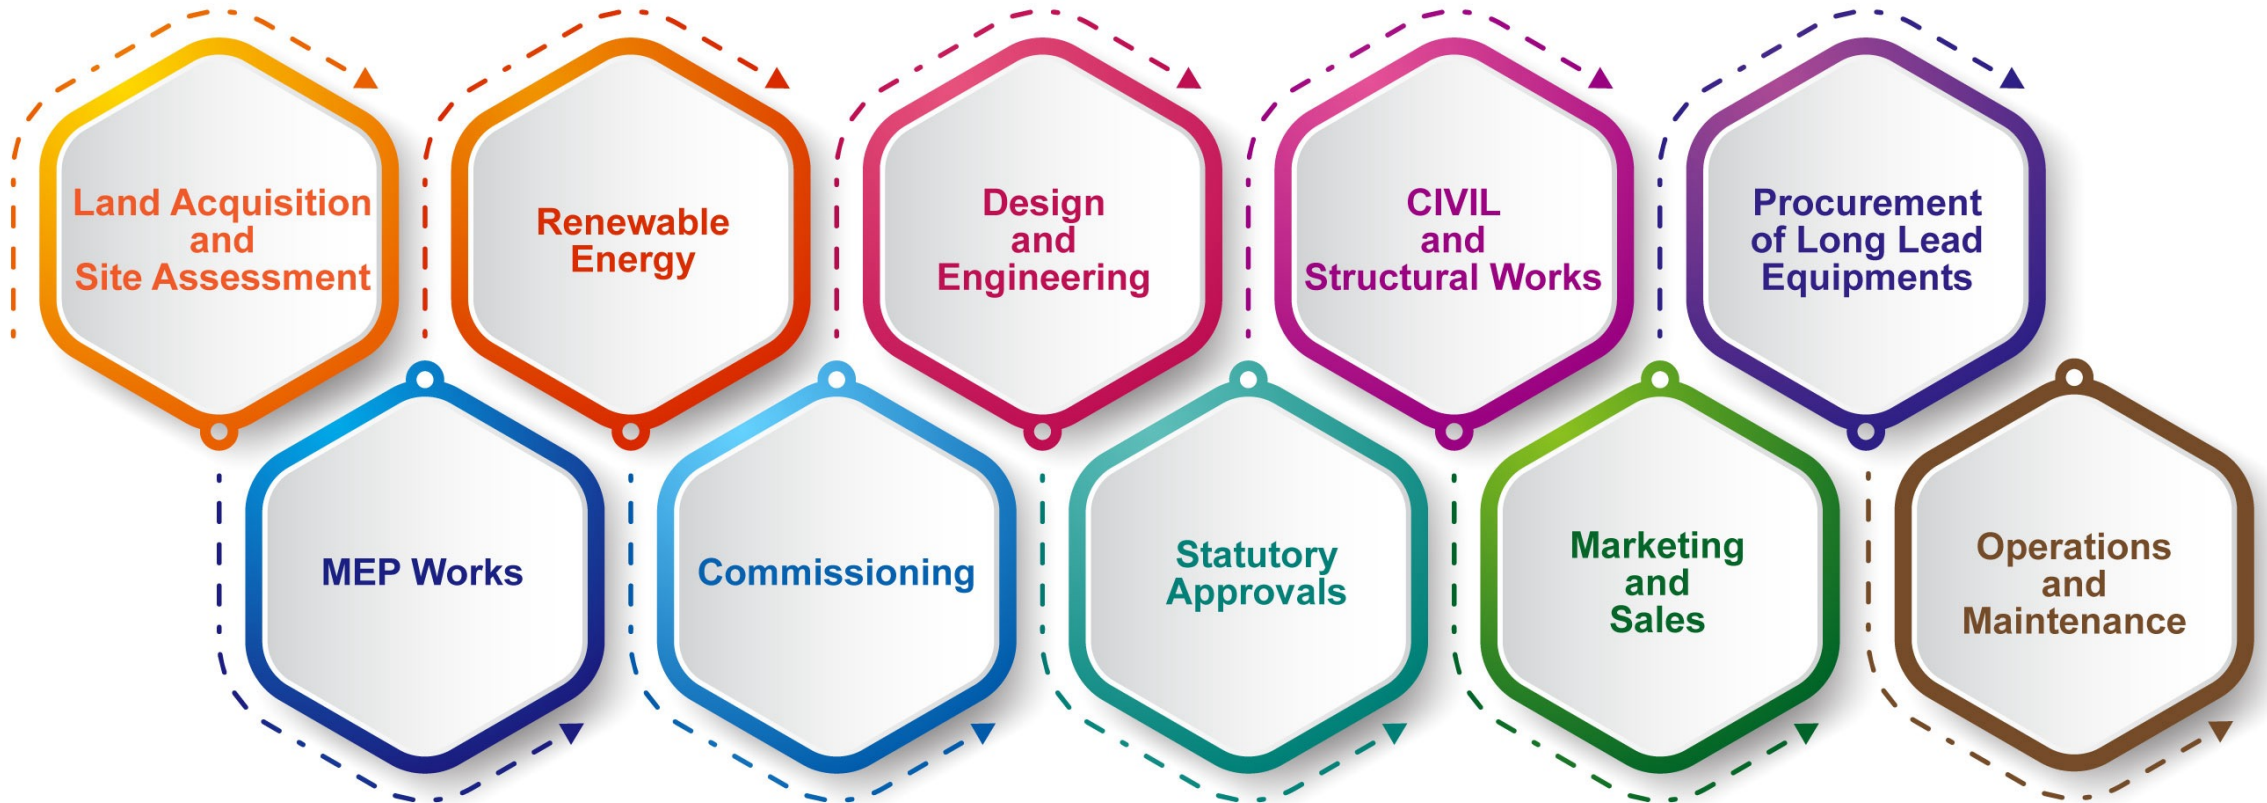 Land Acquisition
and
Site Assessment
Renewable
Energy
Design
and
Engineering
CIVIL
and
Structural Works
Procurement
of Long Lead
Equipments
MEP Works
Commissioning
Statutory
Approvals
Marketing
and
Sales
Operations
and
Maintenance